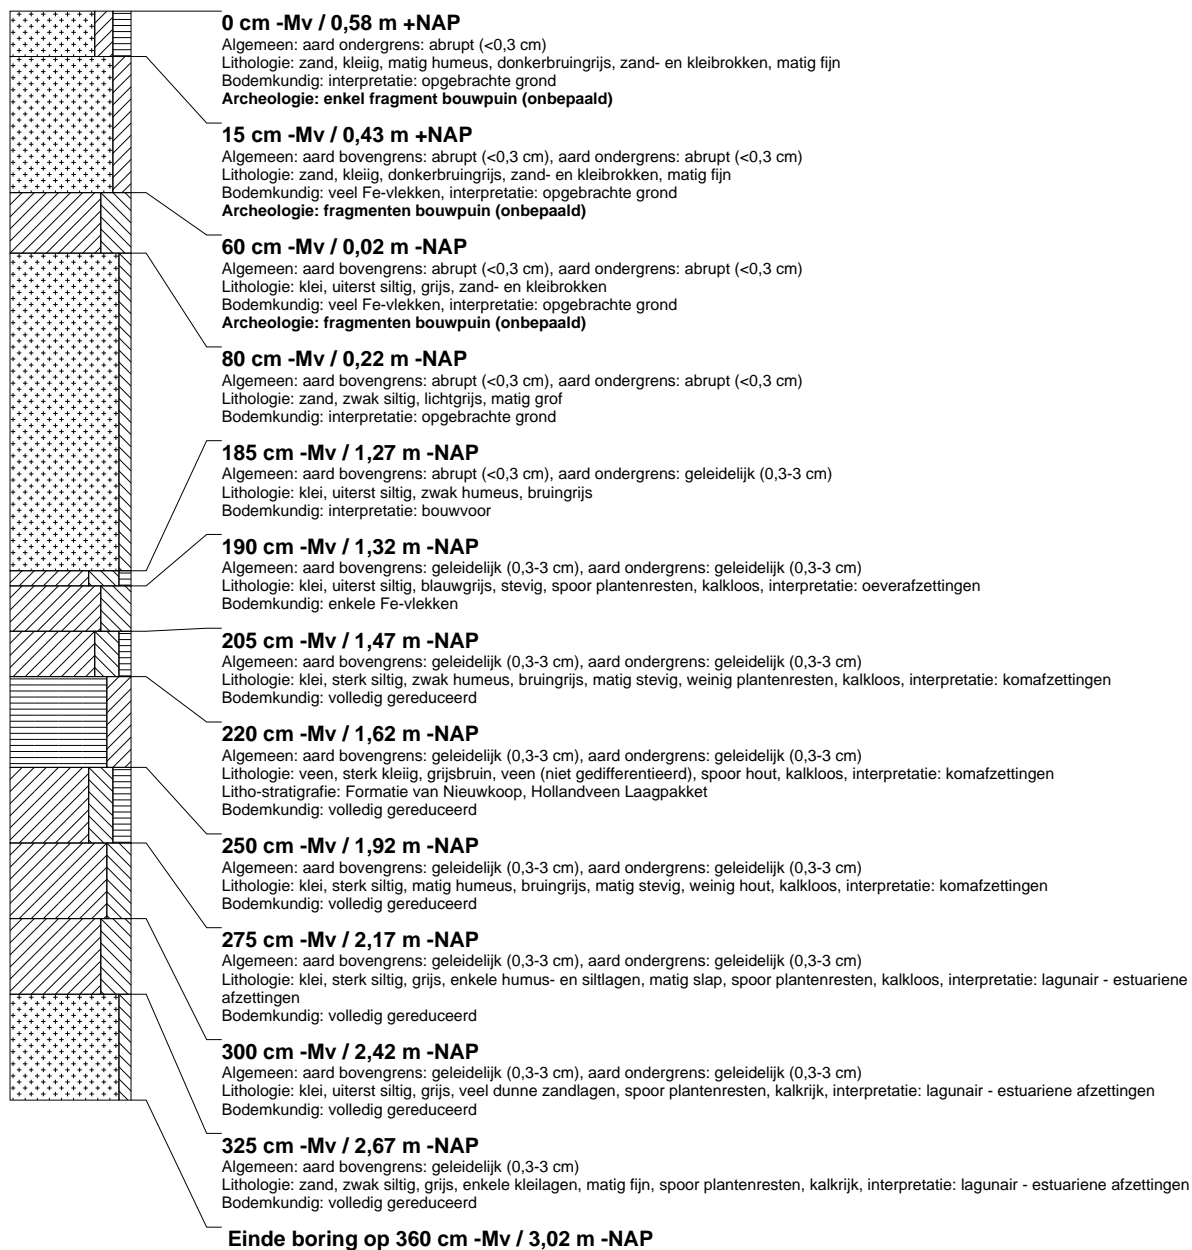 0 cm -Mv / 0,58 m +NAP
Algemeen: aard ondergrens: abrupt (<0,3 cm)
Lithologie: zand, kleiig, matig humeus, donkerbruingrijs, zand- en kleibrokken, matig fijn
Bodemkundig: interpretatie: opgebrachte grond
Archeologie: enkel fragment bouwpuin (onbepaald)
15 cm -Mv / 0,43 m +NAP
Algemeen: aard bovengrens: abrupt (<0,3 cm), aard ondergrens: abrupt (<0,3 cm)
Lithologie: zand, kleiig, donkerbruingrijs, zand- en kleibrokken, matig fijn
Bodemkundig: veel Fe-vlekken, interpretatie: opgebrachte grond
Archeologie: fragmenten bouwpuin (onbepaald)
60 cm -Mv / 0,02 m -NAP
Algemeen: aard bovengrens: abrupt (<0,3 cm), aard ondergrens: abrupt (<0,3 cm)
Lithologie: klei, uiterst siltig, grijs, zand- en kleibrokken
Bodemkundig: veel Fe-vlekken, interpretatie: opgebrachte grond
Archeologie: fragmenten bouwpuin (onbepaald)
80 cm -Mv / 0,22 m -NAP
Algemeen: aard bovengrens: abrupt (<0,3 cm), aard ondergrens: abrupt (<0,3 cm)
Lithologie: zand, zwak siltig, lichtgrijs, matig grof
Bodemkundig: interpretatie: opgebrachte grond
185 cm -Mv / 1,27 m -NAP
Algemeen: aard bovengrens: abrupt (<0,3 cm), aard ondergrens: geleidelijk (0,3-3 cm)
Lithologie: klei, uiterst siltig, zwak humeus, bruingrijs
Bodemkundig: interpretatie: bouwvoor
190 cm -Mv / 1,32 m -NAP
Algemeen: aard bovengrens: geleidelijk (0,3-3 cm), aard ondergrens: geleidelijk (0,3-3 cm)
Lithologie: klei, uiterst siltig, blauwgrijs, stevig, spoor plantenresten, kalkloos, interpretatie: oeverafzettingen
Bodemkundig: enkele Fe-vlekken
205 cm -Mv / 1,47 m -NAP
Algemeen: aard bovengrens: geleidelijk (0,3-3 cm), aard ondergrens: geleidelijk (0,3-3 cm)
Lithologie: klei, sterk siltig, zwak humeus, bruingrijs, matig stevig, weinig plantenresten, kalkloos, interpretatie: komafzettingen
Bodemkundig: volledig gereduceerd
220 cm -Mv / 1,62 m -NAP
Algemeen: aard bovengrens: geleidelijk (0,3-3 cm), aard ondergrens: geleidelijk (0,3-3 cm)
Lithologie: veen, sterk kleiig, grijsbruin, veen (niet gedifferentieerd), spoor hout, kalkloos, interpretatie: komafzettingen
Litho-stratigrafie: Formatie van Nieuwkoop, Hollandveen Laagpakket
Bodemkundig: volledig gereduceerd
250 cm -Mv / 1,92 m -NAP
Algemeen: aard bovengrens: geleidelijk (0,3-3 cm), aard ondergrens: geleidelijk (0,3-3 cm)
Lithologie: klei, sterk siltig, matig humeus, bruingrijs, matig stevig, weinig hout, kalkloos, interpretatie: komafzettingen
Bodemkundig: volledig gereduceerd
275 cm -Mv / 2,17 m -NAP
Algemeen: aard bovengrens: geleidelijk (0,3-3 cm), aard ondergrens: geleidelijk (0,3-3 cm)
Lithologie: klei, sterk siltig, grijs, enkele humus- en siltlagen, matig slap, spoor plantenresten, kalkloos, interpretatie: lagunair - estuariene
afzettingen
Bodemkundig: volledig gereduceerd
300 cm -Mv / 2,42 m -NAP
Algemeen: aard bovengrens: geleidelijk (0,3-3 cm), aard ondergrens: geleidelijk (0,3-3 cm)
Lithologie: klei, uiterst siltig, grijs, veel dunne zandlagen, spoor plantenresten, kalkrijk, interpretatie: lagunair - estuariene afzettingen
Bodemkundig: volledig gereduceerd
325 cm -Mv / 2,67 m -NAP
Algemeen: aard bovengrens: geleidelijk (0,3-3 cm)
Lithologie: zand, zwak siltig, grijs, enkele kleilagen, matig fijn, spoor plantenresten, kalkrijk, interpretatie: lagunair - estuariene afzettingen
Bodemkundig: volledig gereduceerd
Einde boring op 360 cm -Mv / 3,02 m -NAP